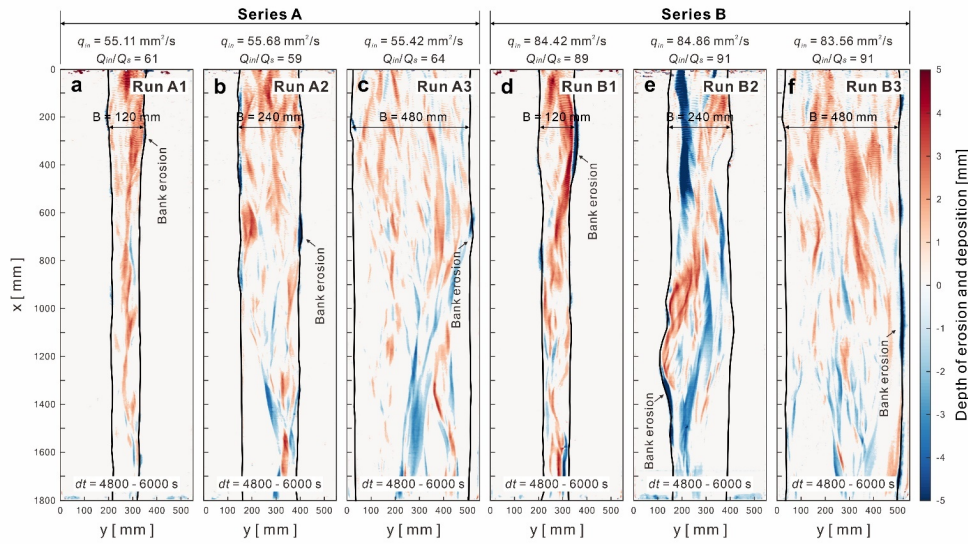 Series A Series B
q_in = 55.11 mm²/s q_in = 55.68 mm²/s q_in = 55.42 mm²/s q_in = 84.42 mm²/s q_in = 84.86 mm²/s q_in = 83.56 mm²/s
Q_in/Q_s = 61 Q_in/Q_s = 59 Q_in/Q_s = 64 Q_in/Q_s = 89 Q_in/Q_s = 91 Q_in/Q_s = 91
a Run A1 b Run A2 c Run A3 d Run B1 e Run B2 f Run B3
B = 120 mm B = 240 mm B = 480 mm B = 120 mm B = 240 mm B = 480 mm
Bank erosion
Bank erosion
Bank erosion
Bank erosion
Bank erosion
Bank erosion
dt = 4800 - 6000 s dt = 4800 - 6000 s dt = 4800 - 6000 s dt = 4800 - 6000 s dt = 4800 - 6000 s dt = 4800 - 6000 s
x [ mm ]
0
200
400
600
800
1000
1200
1400
1600
1800
0 100 200 300 400 500 0 100 200 300 400 500 0 100 200 300 400 500 0 100 200 300 400 500 0 100 200 300 400 500 0 100 200 300 400 500
y [ mm ] y [ mm ] y [ mm ] y [ mm ] y [ mm ] y [ mm ]
5
4
3
2
1
0
-1
-2
-3
-4
-5
Depth of erosion and deposition [mm]